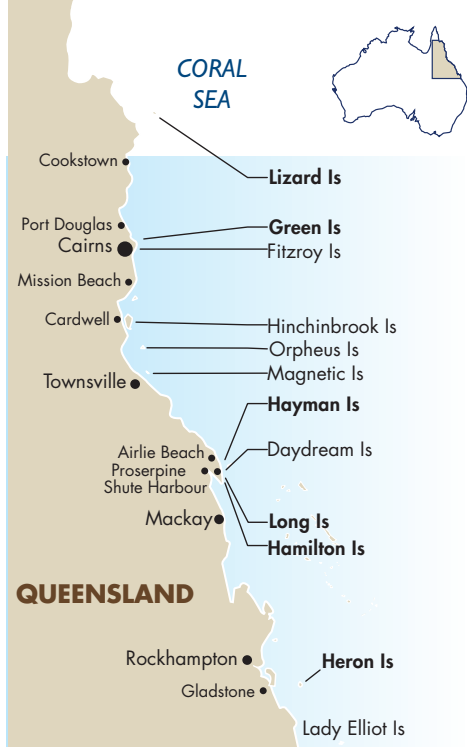 CORAL
SEA
Cookstown
Lizard Is
Port Douglas
Green Is
Cairns
Fitzroy Is
Mission Beach
Cardwell
Hinchinbrook Is
Orpheus Is
Magnetic Is
Townsville
Hayman Is
Airlie Beach
Daydream Is
Proserpine
Shute Harbour
Mackay
Long Is
Hamilton Is
QUEENSLAND
Rockhampton
Heron Is
Gladstone
Lady Elliot Is